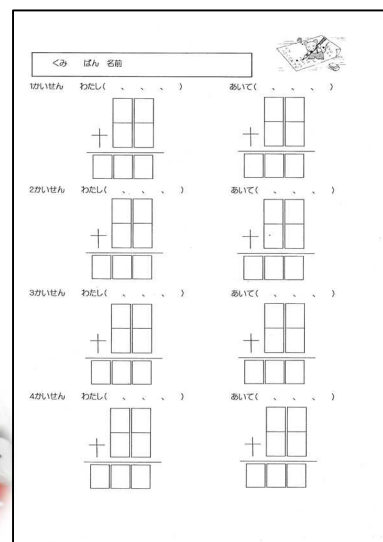 くみ ばん 名前
1かいせん わたし( 、 、 、 ) あいて( 、 、 、 )
+ +
2かいせん わたし( 、 、 、 ) あいて( 、 、 、 )
+ +
3かいせん わたし( 、 、 、 ) あいて( 、 、 、 )
+ +
4かいせん わたし( 、 、 、 ) あいて( 、 、 、 )
+ +